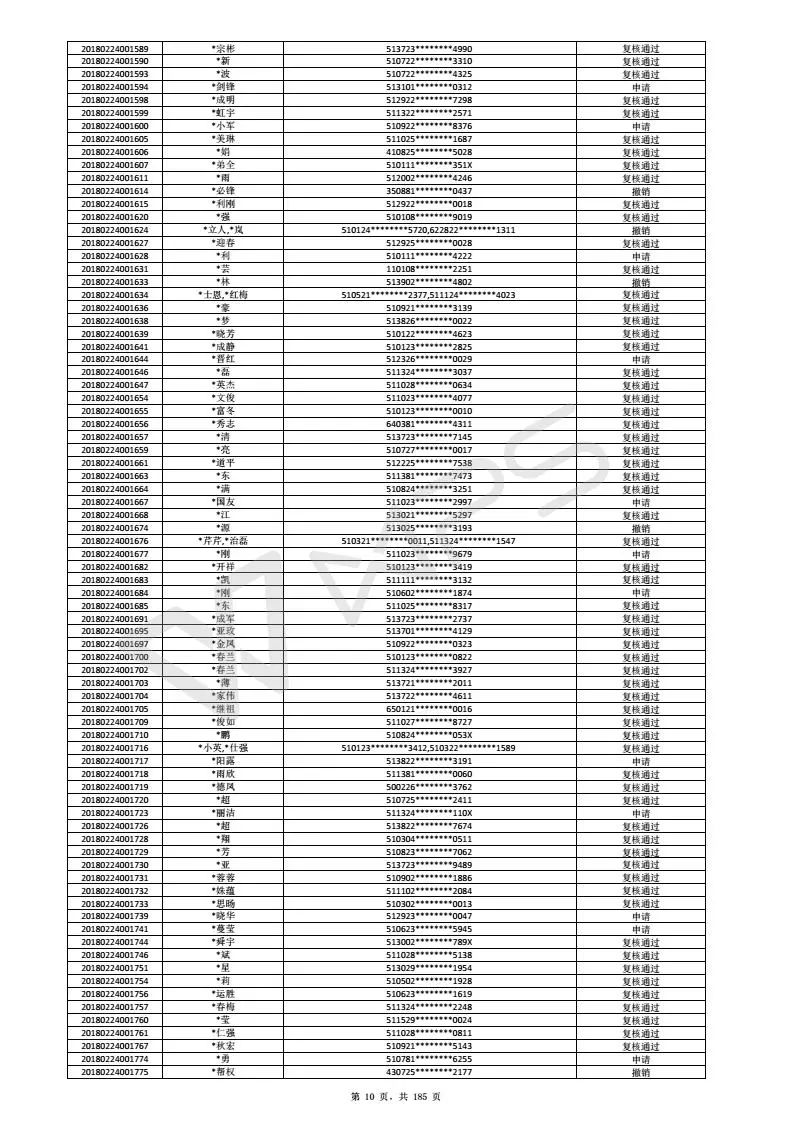 20180224001589 *宗彬 513723********4990 复核通过
20180224001590 *新 510722********3310 复核通过
20180224001593 *波 510722********4325 复核通过
20180224001594 *剑锋 513101********0312 申请
20180224001598 *成明 512922********7298 复核通过
20180224001599 *虹宇 511322********2571 复核通过
20180224001600 *小军 510922********8376 申请
20180224001605 *美琳 511025********1687 复核通过
20180224001606 *娟 410825********5028 复核通过
20180224001607 *弟全 510111********351X 复核通过
20180224001611 *雨 512002********4246 复核通过
20180224001614 *必锋 350881********0437 撤销
20180224001615 *利刚 512922********0018 复核通过
20180224001620 *强 510108********9019 复核通过
20180224001624 *立人,*岚 510124********5720,622822********1311 撤销
20180224001627 *迎春 512925********0028 复核通过
20180224001628 *利 510111********4222 申请
20180224001631 *芸 110108********2251 复核通过
20180224001633 *林 513902********4802 撤销
20180224001634 *士恩,*红梅 510521********2377,511124********4023 复核通过
20180224001636 *豪 510921********3139 复核通过
20180224001638 *梦 513826********0022 复核通过
20180224001639 *晓芳 510122********4623 复核通过
20180224001641 *成静 510123********2825 复核通过
20180224001644 *晋红 512326********0029 申请
20180224001646 *磊 511324********3037 复核通过
20180224001647 *英杰 511028********0634 复核通过
20180224001654 *文俊 511023********4077 复核通过
20180224001655 *富冬 510123********0010 复核通过
20180224001656 *秀志 640381********4311 复核通过
20180224001657 *清 513723********7145 复核通过
20180224001659 *亮 510727********0017 复核通过
20180224001661 *道平 512225********7538 复核通过
20180224001663 *东 511381********7473 复核通过
20180224001664 *满 510824********3251 复核通过
20180224001667 *国友 511023********2997 申请
20180224001668 *江 513021********5297 复核通过
20180224001674 *源 513025********3193 撤销
20180224001676 *芹芹,*治磊 510321********0011,511324********1547 复核通过
20180224001677 *刚 511023********9679 申请
20180224001682 *开祥 510123********3419 复核通过
20180224001683 *凯 511111********3132 复核通过
20180224001684 *刚 510602********1874 申请
20180224001685 *东 511025********8317 复核通过
20180224001691 *成军 513723********2737 复核通过
20180224001695 *亚玫 513701********4129 复核通过
20180224001697 *金凤 510922********0323 复核通过
20180224001700 *春兰 510123********0822 复核通过
20180224001702 *春兰 511324********3927 复核通过
20180224001703 *薄 513721********2011 复核通过
20180224001704 *家伟 513722********4611 复核通过
20180224001705 *继祖 650121********0016 复核通过
20180224001709 *俊如 511027********8727 复核通过
20180224001710 *鹏 510824********053X 复核通过
20180224001716 *小英,*仕强 510123********3412,510322********1589 复核通过
20180224001717 *阳露 513822********3191 申请
20180224001718 *雨欣 511381********0060 复核通过
20180224001719 *德凤 500226********3762 复核通过
20180224001720 *超 510725********2411 复核通过
20180224001723 *丽洁 511324********110X 申请
20180224001726 *超 513822********7674 复核通过
20180224001728 *翔 510304********0511 复核通过
20180224001729 *芳 510823********7062 复核通过
20180224001730 *亚 513723********9489 复核通过
20180224001731 *蓉蓉 510902********1886 复核通过
20180224001732 *姝蕴 511102********2084 复核通过
20180224001733 *思旸 510302********0013 复核通过
20180224001739 *晓华 512923********0047 申请
20180224001741 *蔓莹 510623********5945 申请
20180224001744 *舜宇 513002********789X 复核通过
20180224001746 *斌 511028********5138 复核通过
20180224001751 *星 513029********1954 复核通过
20180224001754 *莉 510502********1928 复核通过
20180224001756 *运胜 510623********1619 复核通过
20180224001757 *春梅 511324********2248 复核通过
20180224001760 *莹 511529********0024 复核通过
20180224001761 *仁强 511028********0811 复核通过
20180224001767 *秋宏 510921********5143 复核通过
20180224001774 *勇 510781********6255 申请
20180224001775 *帮权 430725********2177 撤销
第 10 页，共 185 页